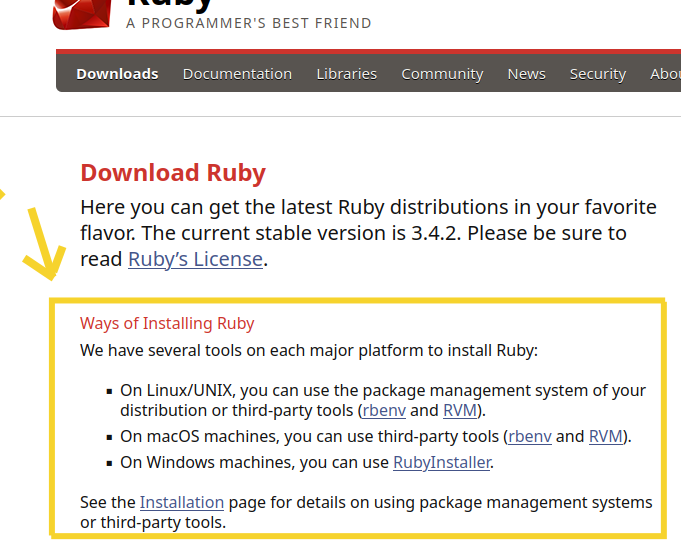 Ruby
A PROGRAMMER'S BEST FRIEND
Downloads Documentation Libraries Community News Security
Download Ruby
Here you can get the latest Ruby distributions in your favorite
flavor. The current stable version is 3.4.2. Please be sure to
read Ruby’s License.
Ways of Installing Ruby
We have several tools on each major platform to install Ruby:
▪ On Linux/UNIX, you can use the package management system of your
distribution or third-party tools (rbenv and RVM).
▪ On macOS machines, you can use third-party tools (rbenv and RVM).
▪ On Windows machines, you can use RubyInstaller.
See the Installation page for details on using package management systems
or third-party tools.